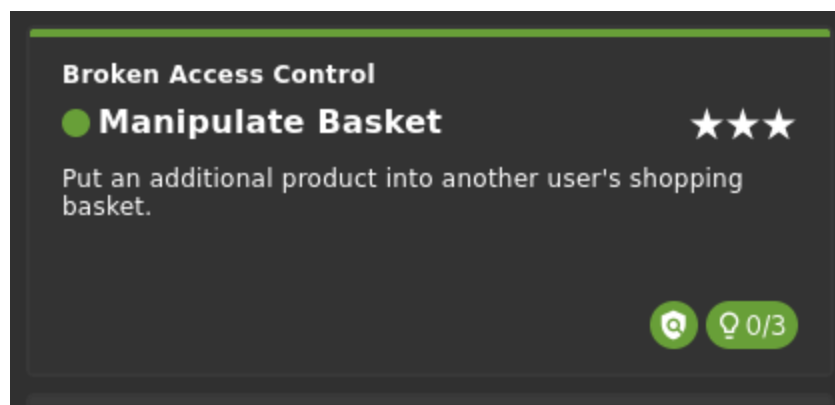 Broken Access Control
Manipulate Basket
Put an additional product into another user's shopping
basket.
0/3